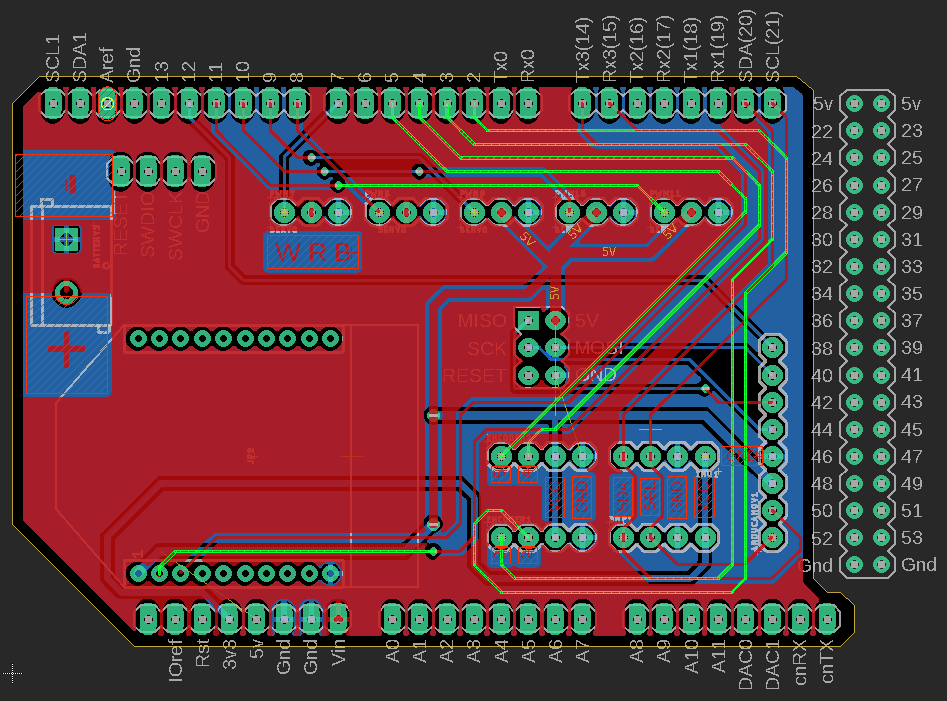 SCL1
SDA1
Aref
Gnd
13
12
11
10
9
8
7
6
5
4
3
2
Tx0
Rx0
Tx3(14)
Rx3(15)
Tx2(16)
Rx2(17)
Tx1(18)
Rx1(19)
SDA(20)
SCL(21)
5v 5v
22 23
24 25
26 27
28 29
30 31
32 33
34 35
36 37
38 39
40 41
42 43
44 45
46 47
48 49
50 51
52 53
Gnd Gnd
RESET
SWDIO
SWCLK
GND
WRB
5V
5V
5V
5V
5V
MISO 5V
SCK MOSI
RESET GND
IOref
Rst
3v3
5v
Gnd
Gnd
Vin
A0
A1
A2
A3
A4
A5
A6
A7
A8
A9
A10
A11
DAC0
DAC1
cnRX
cnTX